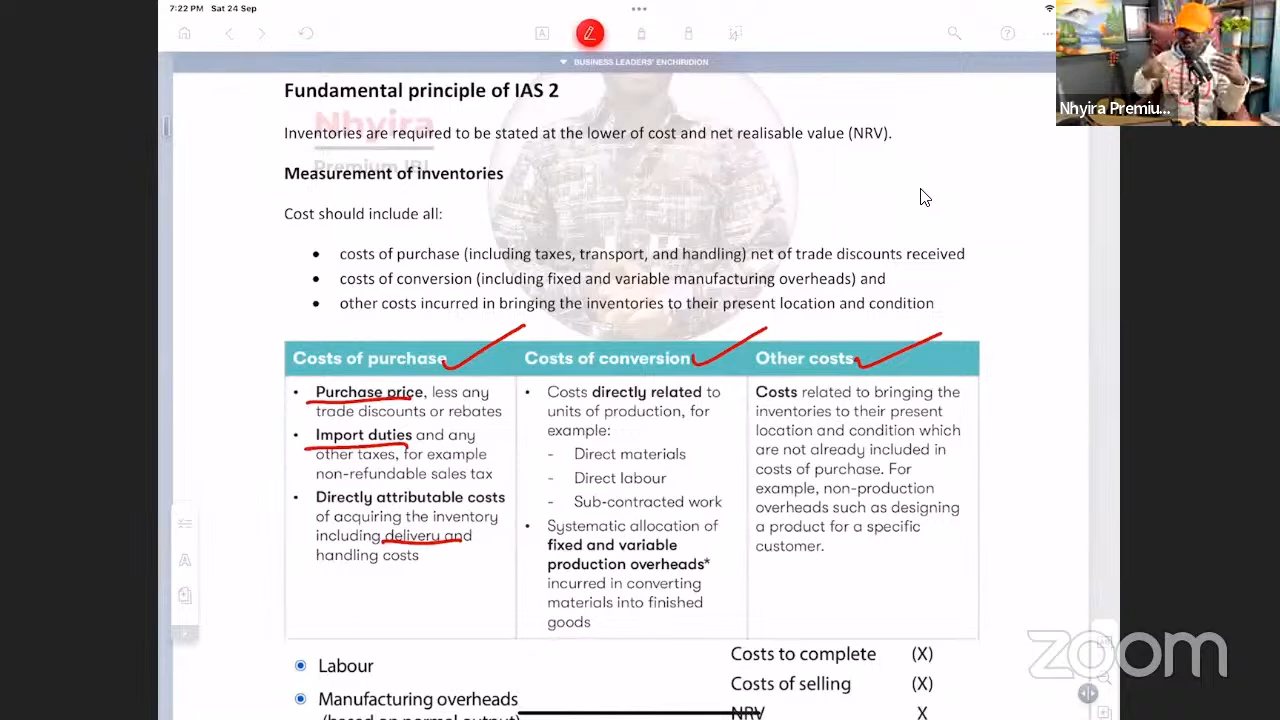 7:22 PM Sat 24 Sep
BUSINESS LEADERS' ENCHIRIDION
Nhyira Premiu...
Fundamental principle of IAS 2
Inventories are required to be stated at the lower of cost and net realisable value (NRV).
Premium IBI
Measurement of inventories
Cost should include all:
• costs of purchase (including taxes, transport, and handling) net of trade discounts received
• costs of conversion (including fixed and variable manufacturing overheads) and
• other costs incurred in bringing the inventories to their present location and condition
Costs of purchase
• Purchase price, less any
trade discounts or rebates
• Import duties and any
other taxes, for example
non-refundable sales tax
• Directly attributable costs
of acquiring the inventory
including delivery and
handling costs
Costs of conversion
• Costs directly related to
units of production, for
example:
- Direct materials
- Direct labour
- Sub-contracted work
• Systematic allocation of
fixed and variable
production overheads*
incurred in converting
materials into finished
goods
Other costs
Costs related to bringing the
inventories to their present
location and condition which
are not already included in
costs of purchase. For
example, non-production
overheads such as designing
a product for a specific
customer.
Labour
Manufacturing overheads
(based on normal output)
Costs to complete (X)
Costs of selling (X)
NRV X
zoom